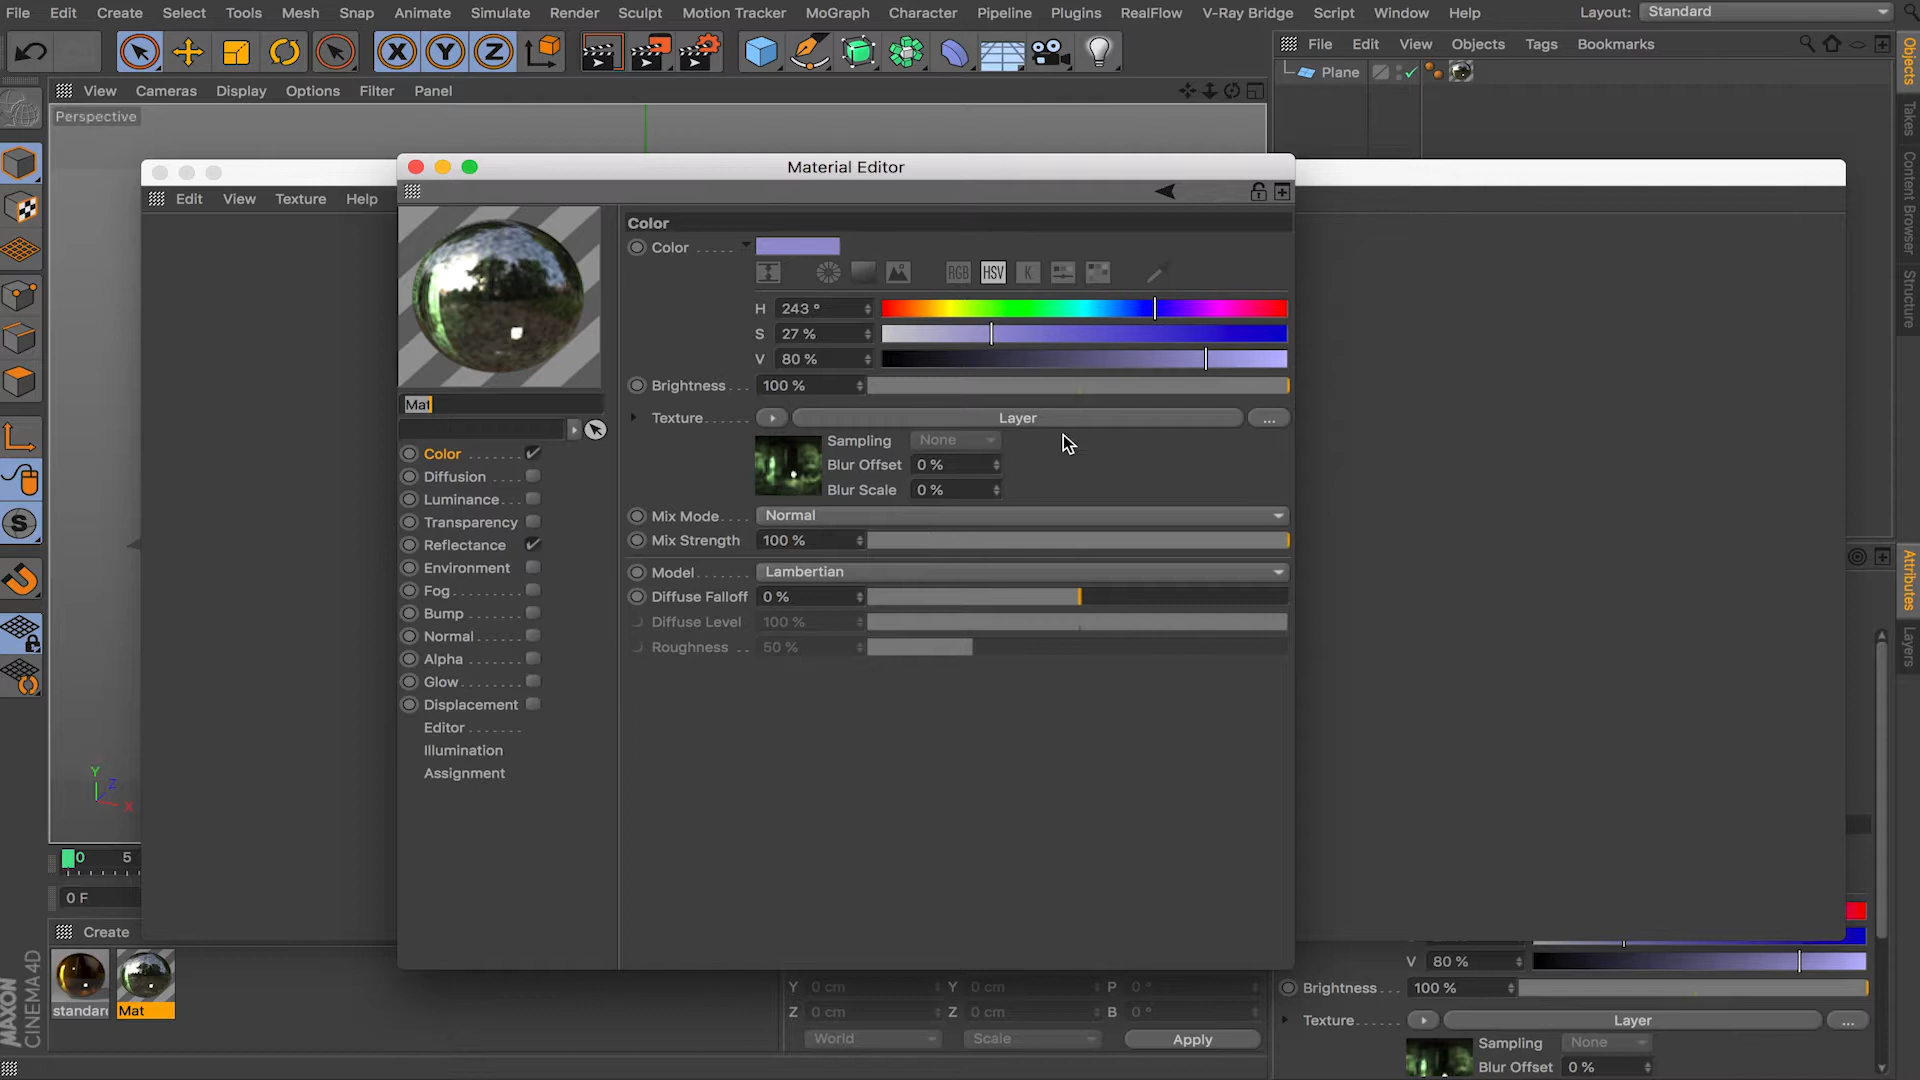 File Edit Create Select Tools Mesh Snap Animate Simulate Render Sculpt Motion Tracker MoGraph Character Pipeline Plugins RealFlow V-Ray Bridge Script Window Help Layout: Standard
X Y Z
File Edit View Objects Tags Bookmarks
Plane
View Cameras Display Options Filter Panel
Perspective
Material Editor
Edit View Texture Help
Color
Color
RGB HSV K
H 243 °
S 27 %
V 80 %
Brightness 100 %
Mat
Texture Layer
Sampling None
Blur Offset 0 %
Blur Scale 0 %
Mix Mode Normal
Mix Strength 100 %
Model Lambertian
Diffuse Falloff 0 %
Diffuse Level 100 %
Roughness 50 %
Color
Diffusion
Luminance
Transparency
Reflectance
Environment
Fog
Bump
Normal
Alpha
Glow
Displacement
Editor
Illumination
Assignment
Objects
Takes
Content Browser
Structure
Attributes
Layers
Y
Z
X
0 5
0 F
Create
standard
Mat
MAXON
CINEMA 4D
Y 0 cm Y 0 cm P 0 °
Z 0 cm Z 0 cm B 0 °
World Scale Apply
V 80 %
Brightness 100 %
Texture Layer
Sampling None
Blur Offset 0 %